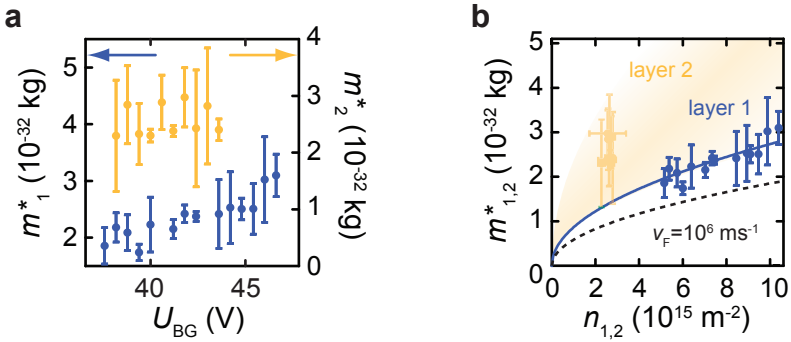 a
5
4
3
2
m*1 (10-32 kg)
40
45
UBG (V)
4
3
2
1
0
m*2 (10-32 kg)
b
5
4
3
2
1
0
m*1,2 (10-32 kg)
layer 2
layer 1
vF=106 ms-1
0
2
4
6
8
10
n1,2 (1015 m-2)